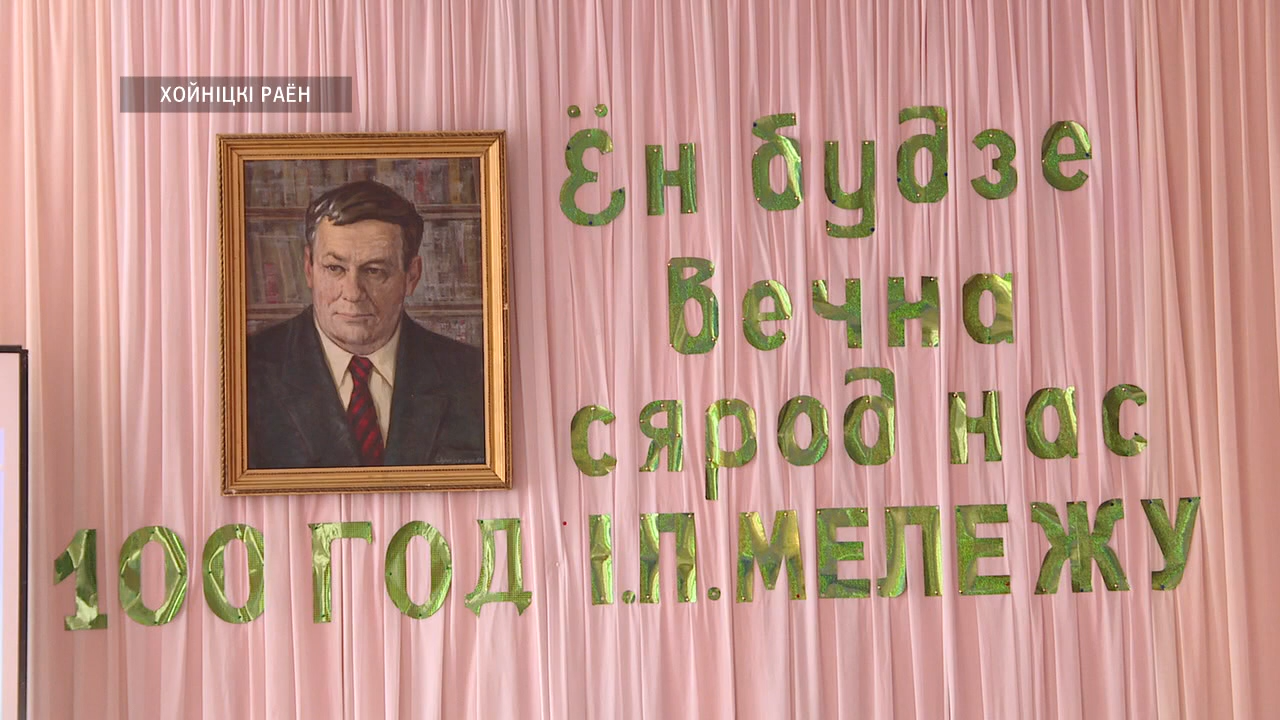 ХОЙНІЦКІ РАЁН
Ён будзе
вечна
сярод нас
100 ГОД І.П.МЕЛЕЖУ